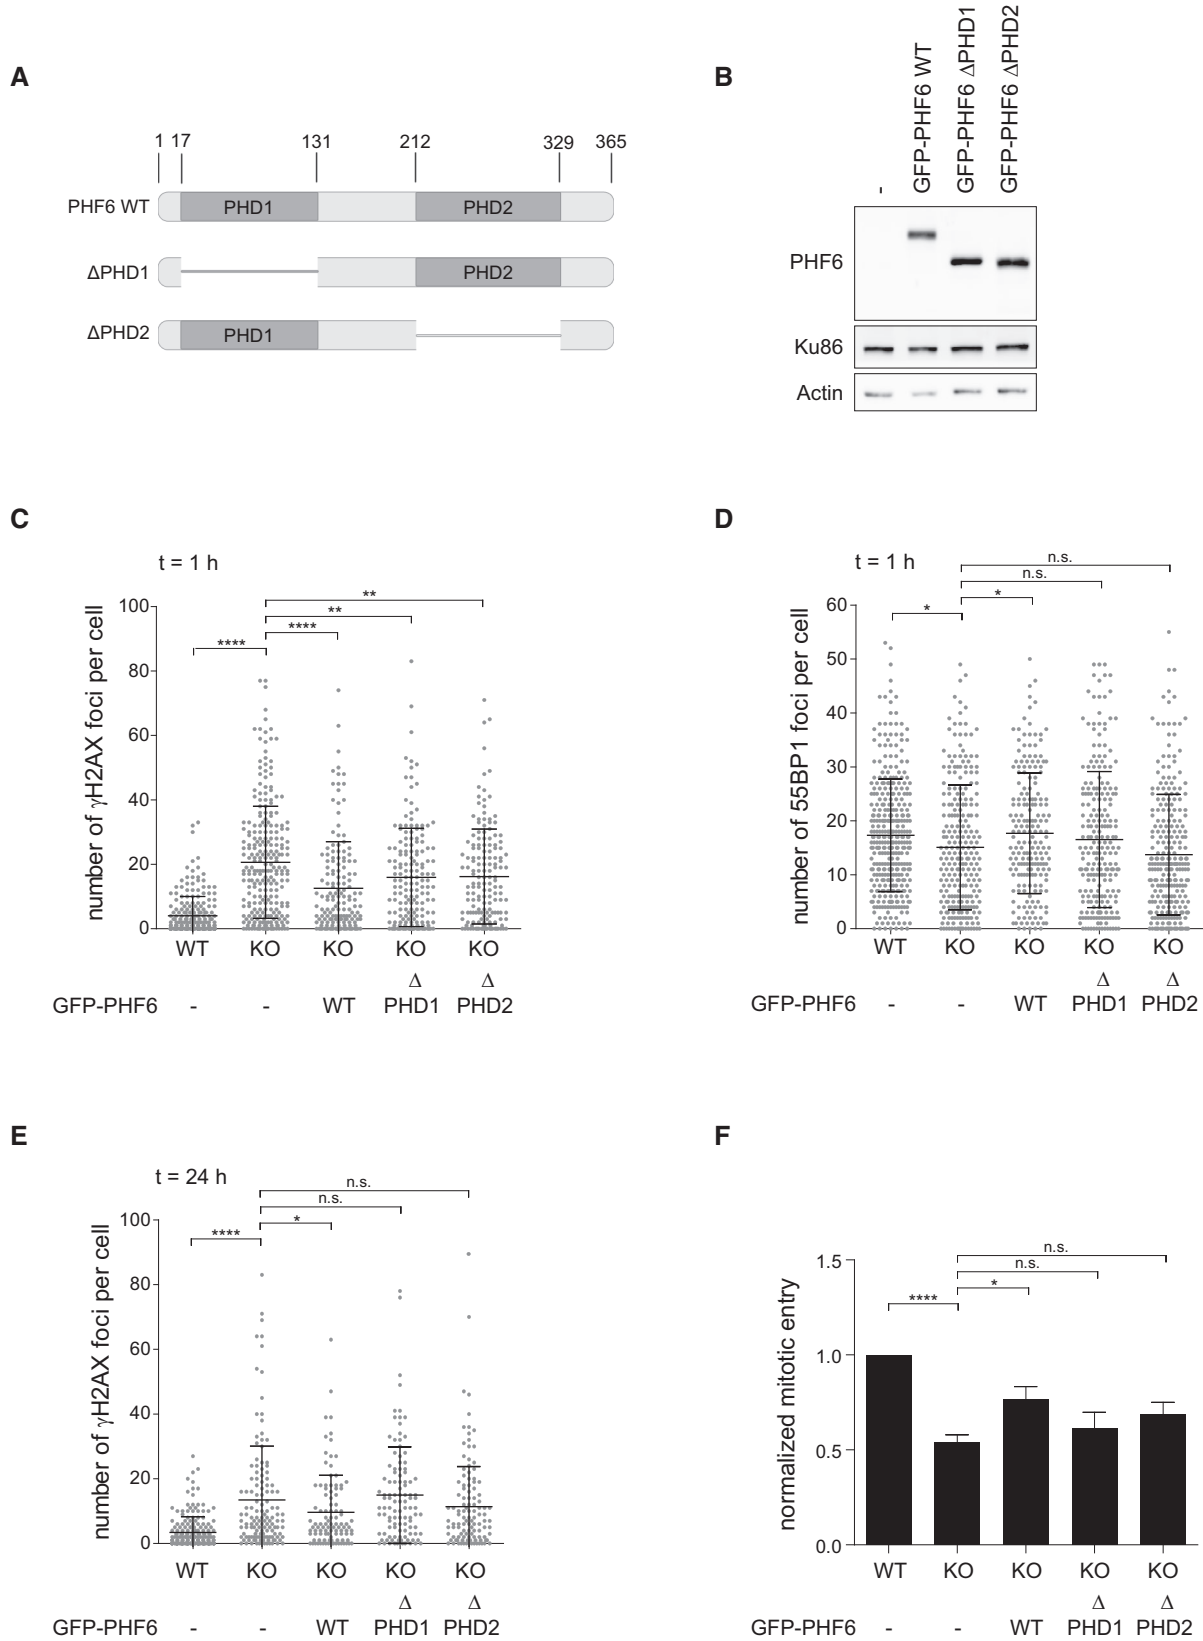 A
1 17 131 212 329 365
PHF6 WT PHD1 PHD2
ΔPHD1 PHD2
ΔPHD2 PHD1
B
- GFP-PHF6 WT GFP-PHF6 ΔPHD1 GFP-PHF6 ΔPHD2
PHF6
Ku86
Actin
C
t = 1 h
number of γH2AX foci per cell
100
80
60
40
20
0
**
**
****
****
WT KO KO KO KO
Δ Δ
GFP-PHF6 - - WT PHD1 PHD2
D
t = 1 h
number of 55BP1 foci per cell
60
50
40
30
20
10
0
n.s.
n.s.
*
*
WT KO KO KO KO
Δ Δ
GFP-PHF6 - - WT PHD1 PHD2
E
t = 24 h
number of γH2AX foci per cell
100
80
60
40
20
0
n.s.
n.s.
*
****
WT KO KO KO KO
Δ Δ
GFP-PHF6 - - WT PHD1 PHD2
F
normalized mitotic entry
1.5
1.0
0.5
0.0
n.s.
n.s.
*
****
WT KO KO KO KO
Δ Δ
GFP-PHF6 - - WT PHD1 PHD2